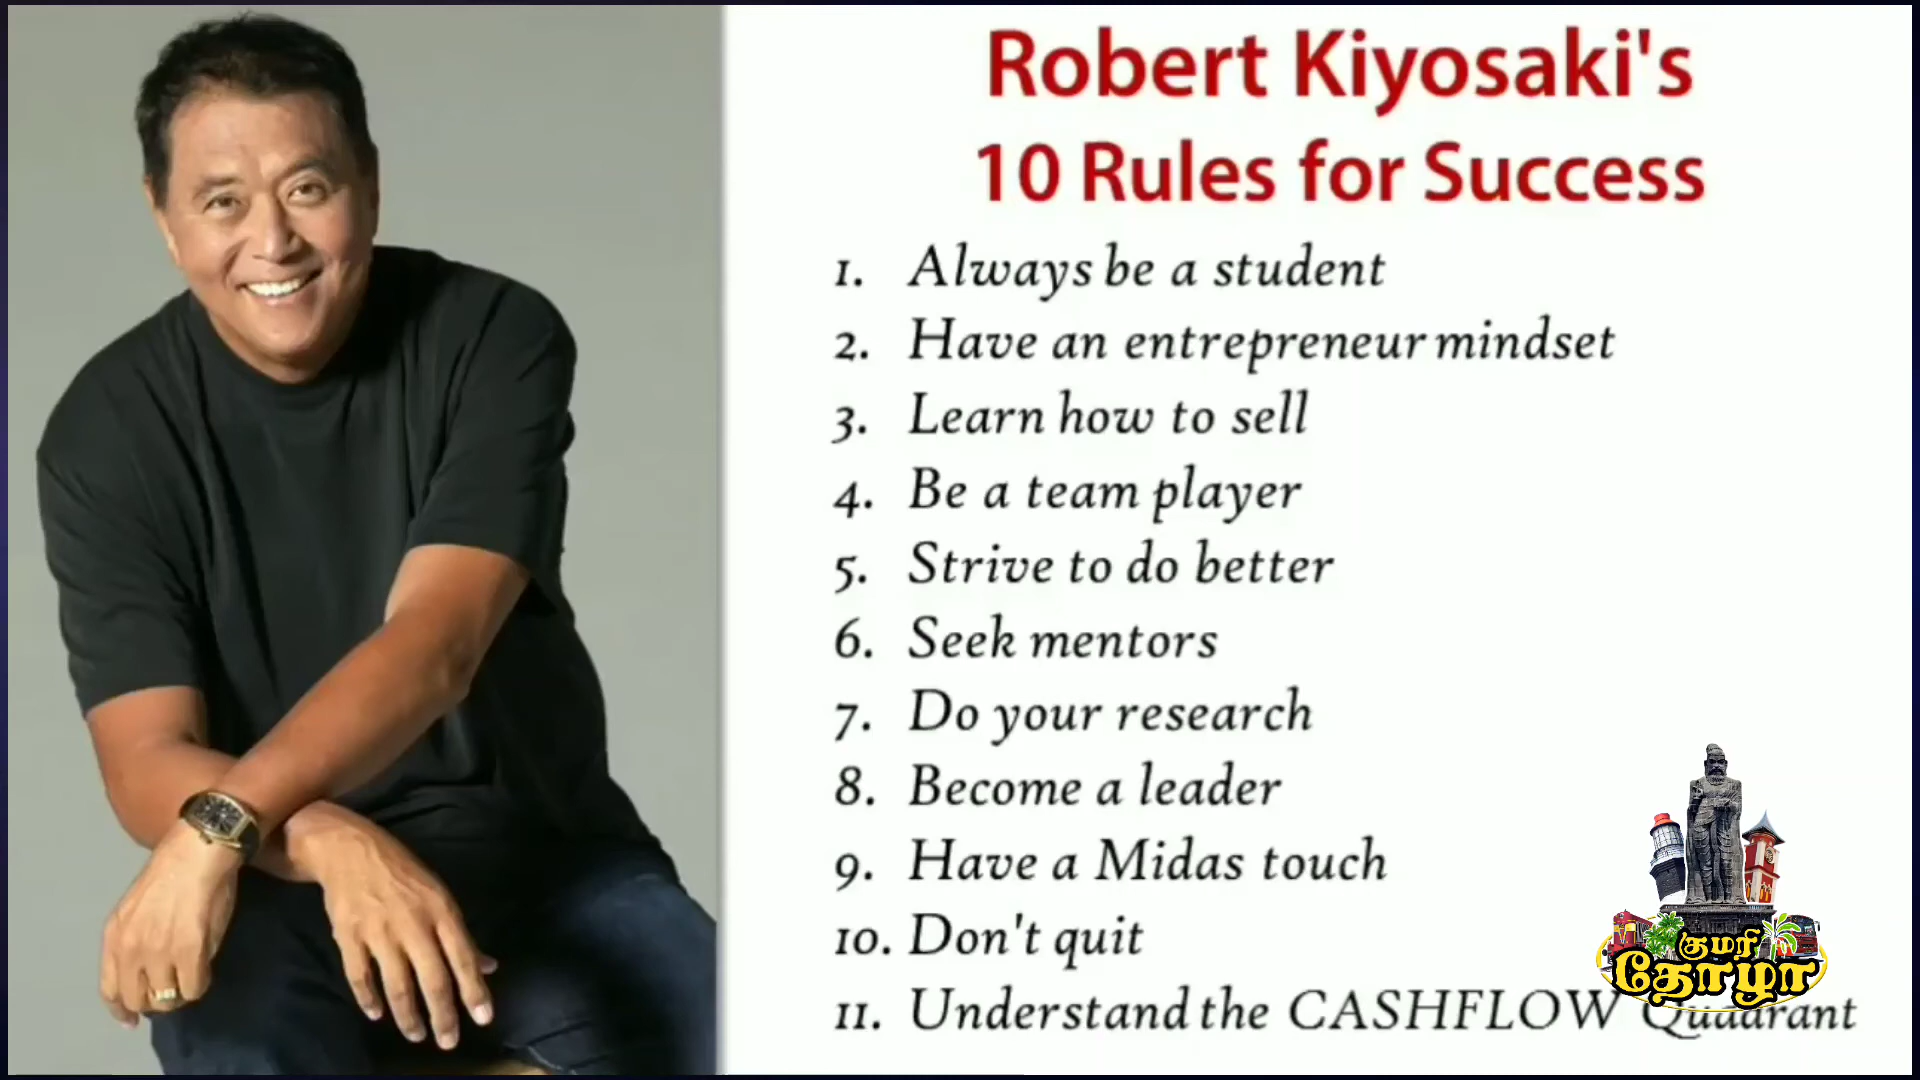 Robert Kiyosaki's
10 Rules for Success
1. Always be a student
2. Have an entrepreneur mindset
3. Learn how to sell
4. Be a team player
5. Strive to do better
6. Seek mentors
7. Do your research
8. Become a leader
9. Have a Midas touch
10. Don't quit
11. Understand the CASHFLOW Quadrant
குமரி
தோழா